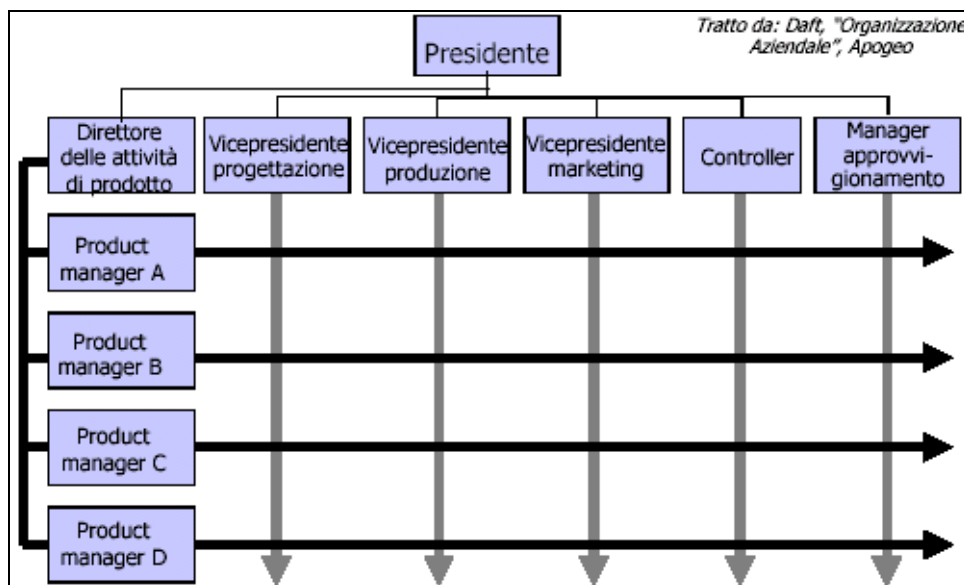 Tratto da: Daft, "Organizzazione
Aziendale", Apogeo
Presidente
Direttore
delle attività
di prodotto
Vicepresidente
progettazione
Vicepresidente
produzione
Vicepresidente
marketing
Controller
Manager
approvvi-
gionamento
Product
manager A
Product
manager B
Product
manager C
Product
manager D